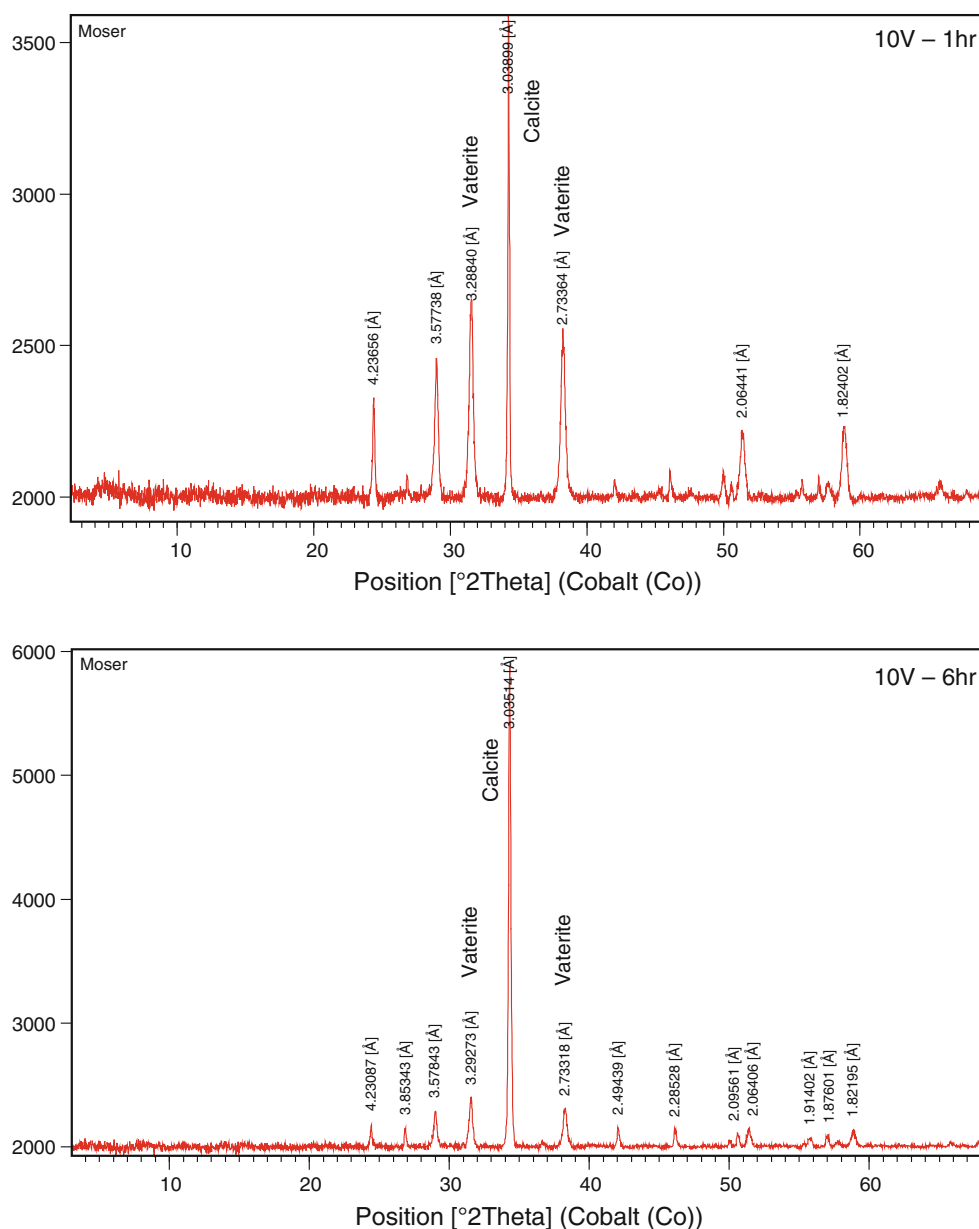 Moser
10V – 1hr
3500
3000
2500
2000
4.23656 [Å]
3.57738 [Å]
3.28840 [Å]
Vaterite
3.03899 [Å]
Calcite
2.73364 [Å]
Vaterite
2.06441 [Å]
1.82402 [Å]
10 20 30 40 50 60
Position [°2Theta] (Cobalt (Co))
Moser
10V – 6hr
6000
5000
4000
3000
2000
4.23087 [Å]
3.85343 [Å]
3.57843 [Å]
3.29273 [Å]
Vaterite
Calcite
3.03514 [Å]
2.73318 [Å]
Vaterite
2.49439 [Å]
2.28528 [Å]
2.09561 [Å]
2.06406 [Å]
1.91402 [Å]
1.87601 [Å]
1.82195 [Å]
10 20 30 40 50 60
Position [°2Theta] (Cobalt (Co))